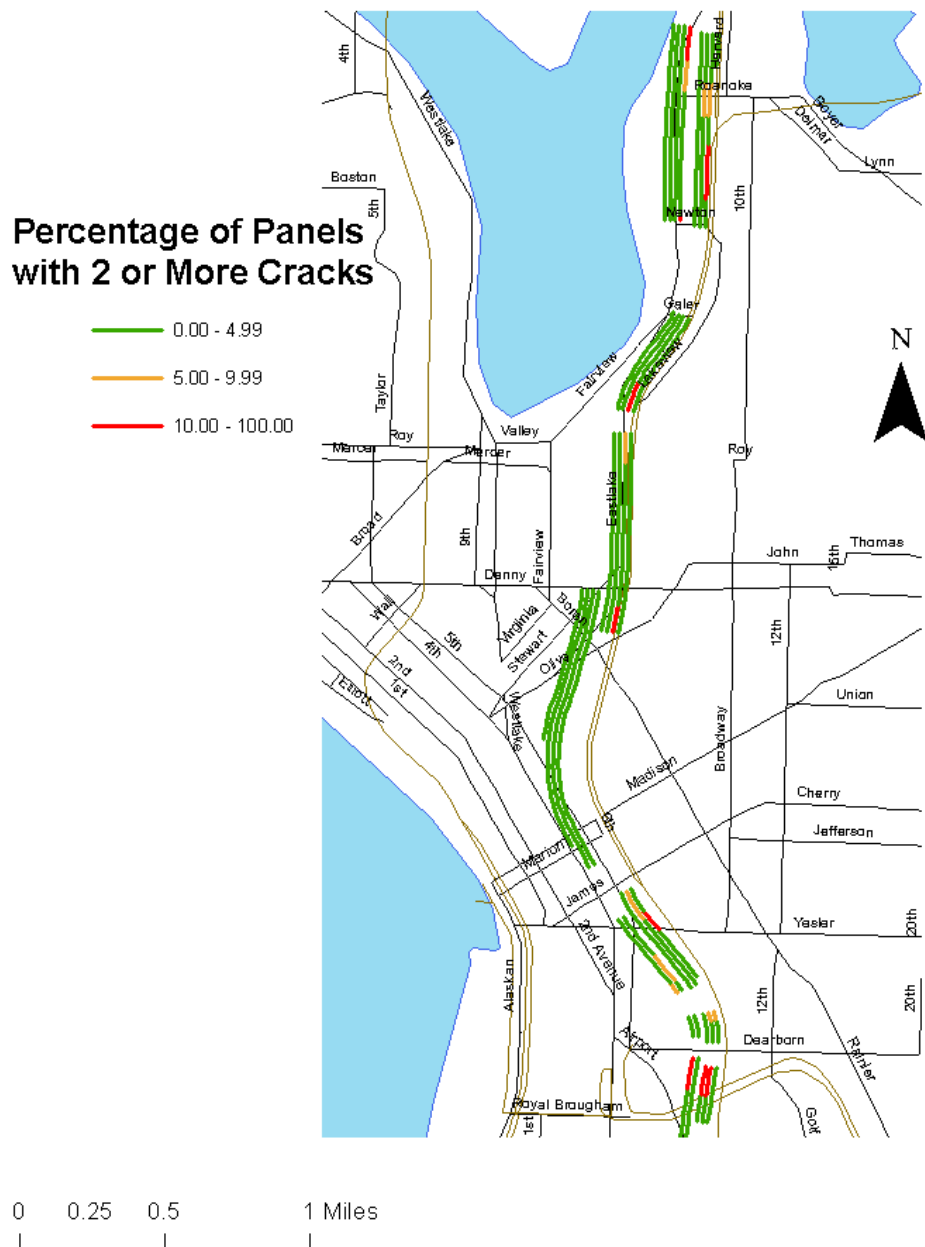 Harvard
4th
Westlake
Roanoke
Boyer
Delmar
Lynn
Boston
5th
10th
Newton
Percentage of Panels
with 2 or More Cracks
0.00 - 4.99
5.00 - 9.99
10.00 - 100.00
Galer
Lakeview
Fairview
N
Taylor
Roy
Valley
Mercer
Mercer
Roy
Broad
9th
Fairview
Eastlake
John
15th
Thomas
Denny
Wall
5th
4th
Virginia
Stewart
Olive
Boren
12th
2nd
1st
Elliott
Westlake
Union
Broadway
Madison
Cherry
6th
Jefferson
Marion
James
Yesler
20th
2nd Avenue
Alaskan
12th
20th
Airport
Dearborn
Rainier
Royal Brougham
1st
Golf
0 0.25 0.5 1 Miles